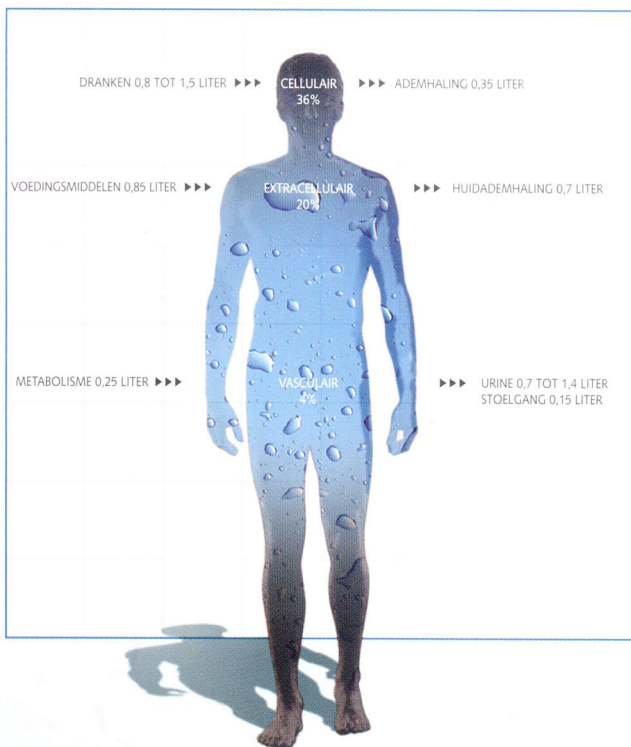 DRANKEN 0,8 TOT 1,5 LITER ▶▶▶ CELLULAIR ▶▶▶ ADEMHALING 0,35 LITER
36%
VOEDINGSMIDDELEN 0,85 LITER ▶▶▶ EXTRACELLULAIR ▶▶▶ HUIDADEMHALING 0,7 LITER
20%
METABOLISME 0,25 LITER ▶▶▶ VASCULAIR ▶▶▶ URINE 0,7 TOT 1,4 LITER
4% STOELGANG 0,15 LITER